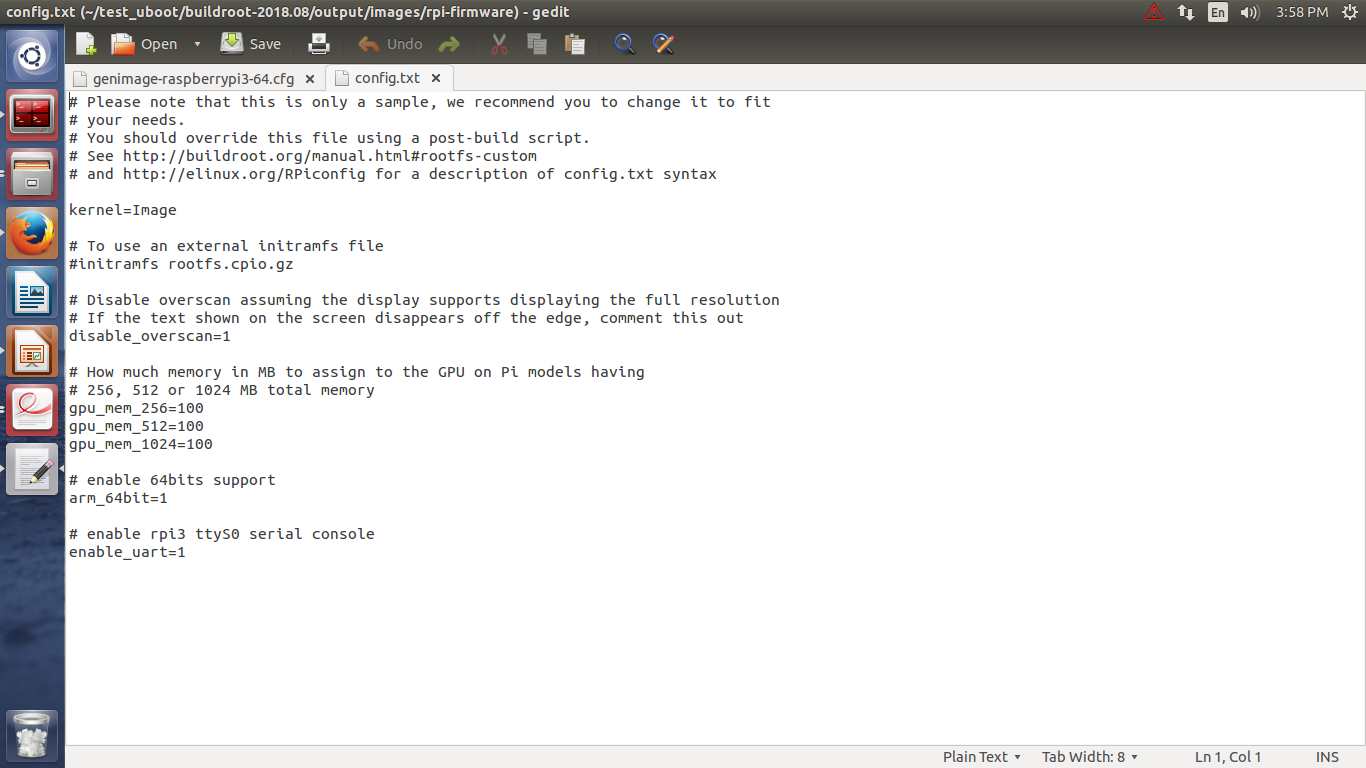 config.txt (~/test_uboot/buildroot-2018.08/output/images/rpi-firmware) - gedit
En
3:58 PM
Open
Save
Undo
genimage-raspberrypi3-64.cfg
config.txt
# Please note that this is only a sample, we recommend you to change it to fit
# your needs.
# You should override this file using a post-build script.
# See http://buildroot.org/manual.html#rootfs-custom
# and http://elinux.org/RPiconfig for a description of config.txt syntax
kernel=Image
# To use an external initramfs file
#initramfs rootfs.cpio.gz
# Disable overscan assuming the display supports displaying the full resolution
# If the text shown on the screen disappears off the edge, comment this out
disable_overscan=1
# How much memory in MB to assign to the GPU on Pi models having
# 256, 512 or 1024 MB total memory
gpu_mem_256=100
gpu_mem_512=100
gpu_mem_1024=100
# enable 64bits support
arm_64bit=1
# enable rpi3 ttyS0 serial console
enable_uart=1
Plain Text
Tab Width: 8
Ln 1, Col 1
INS